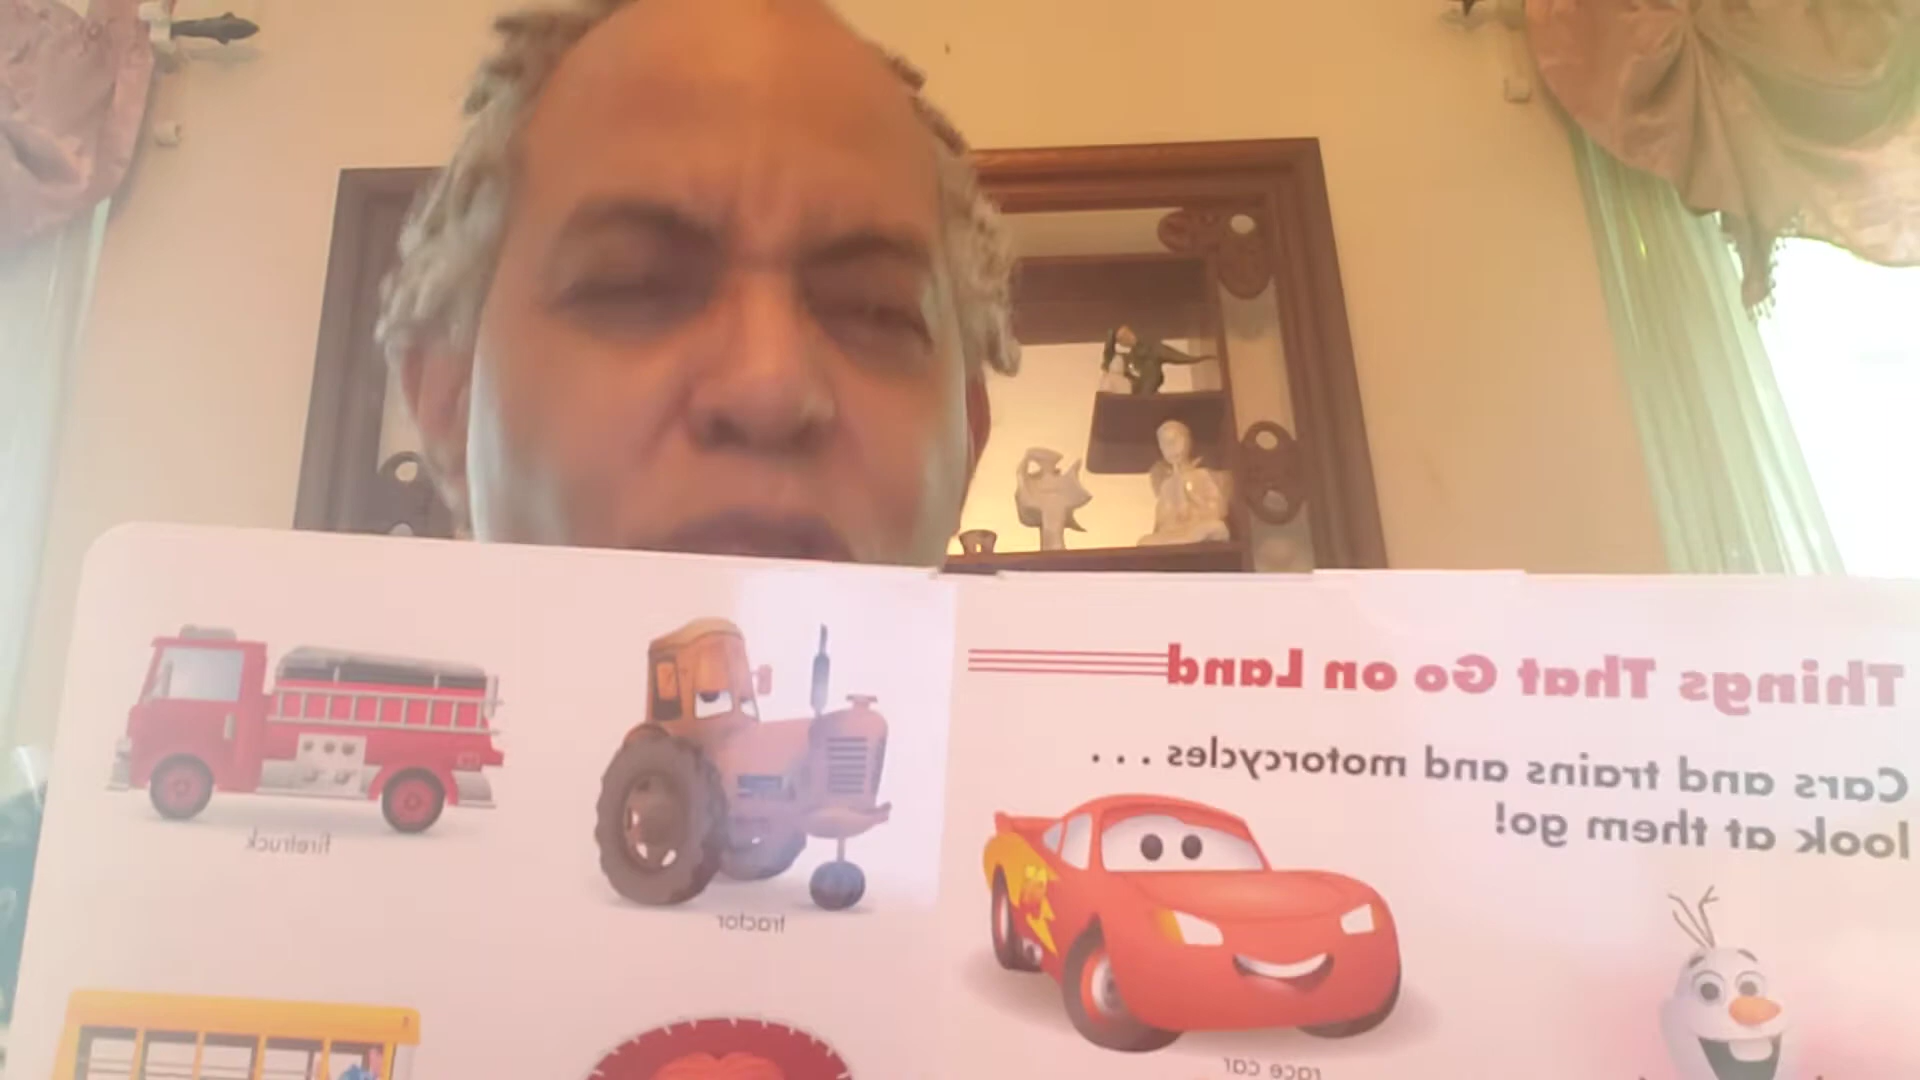 Things That Go on Land
Cars and trains and motorcycles . . .
look at them go!
firetruck
tractor
race car